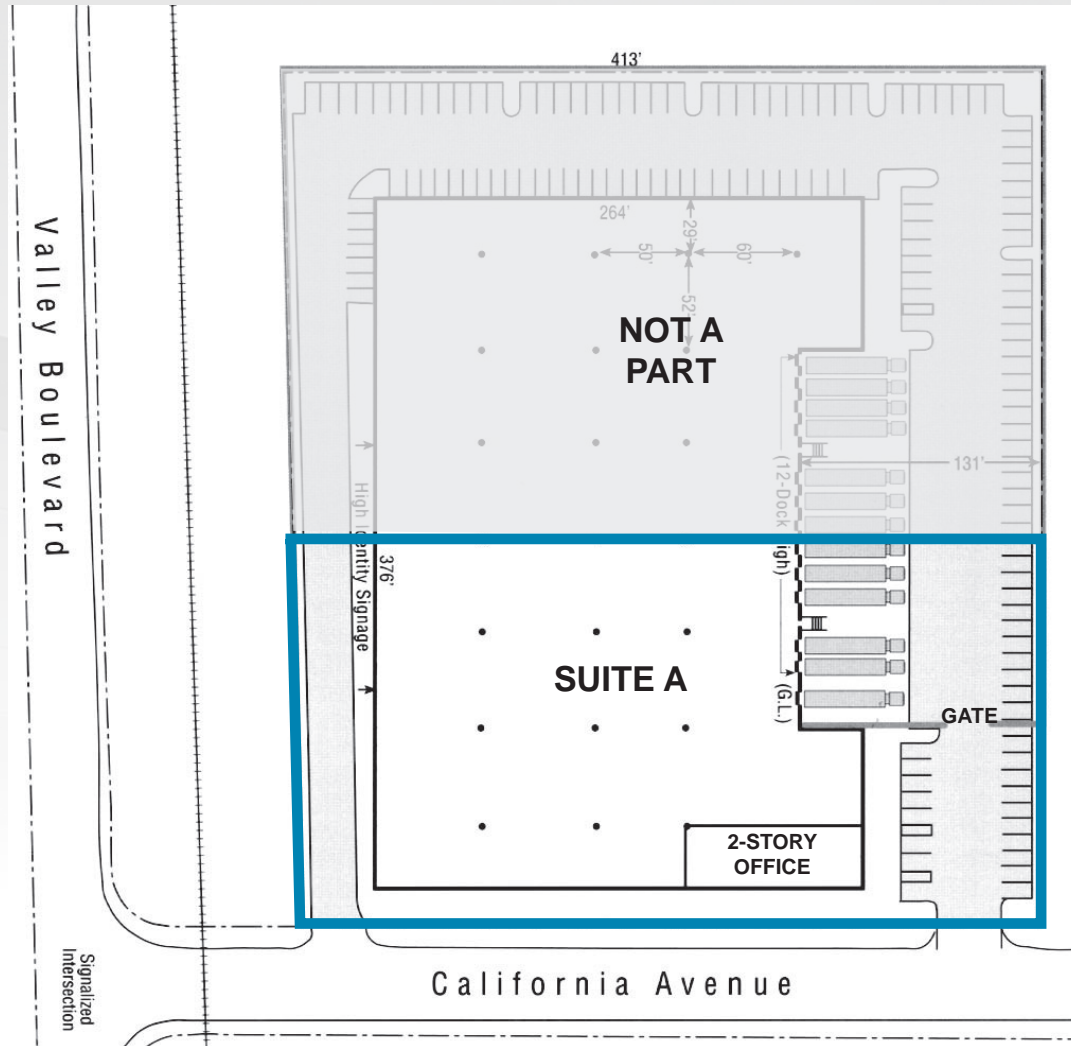 413'
264'
29'
50'
60'
52'
NOT A
PART
(12-Dock High)
131'
High Identity Signage
376'
SUITE A
(G.L.)
GATE
2-STORY
OFFICE
Valley Boulevard
California Avenue
Signalized
Intersection